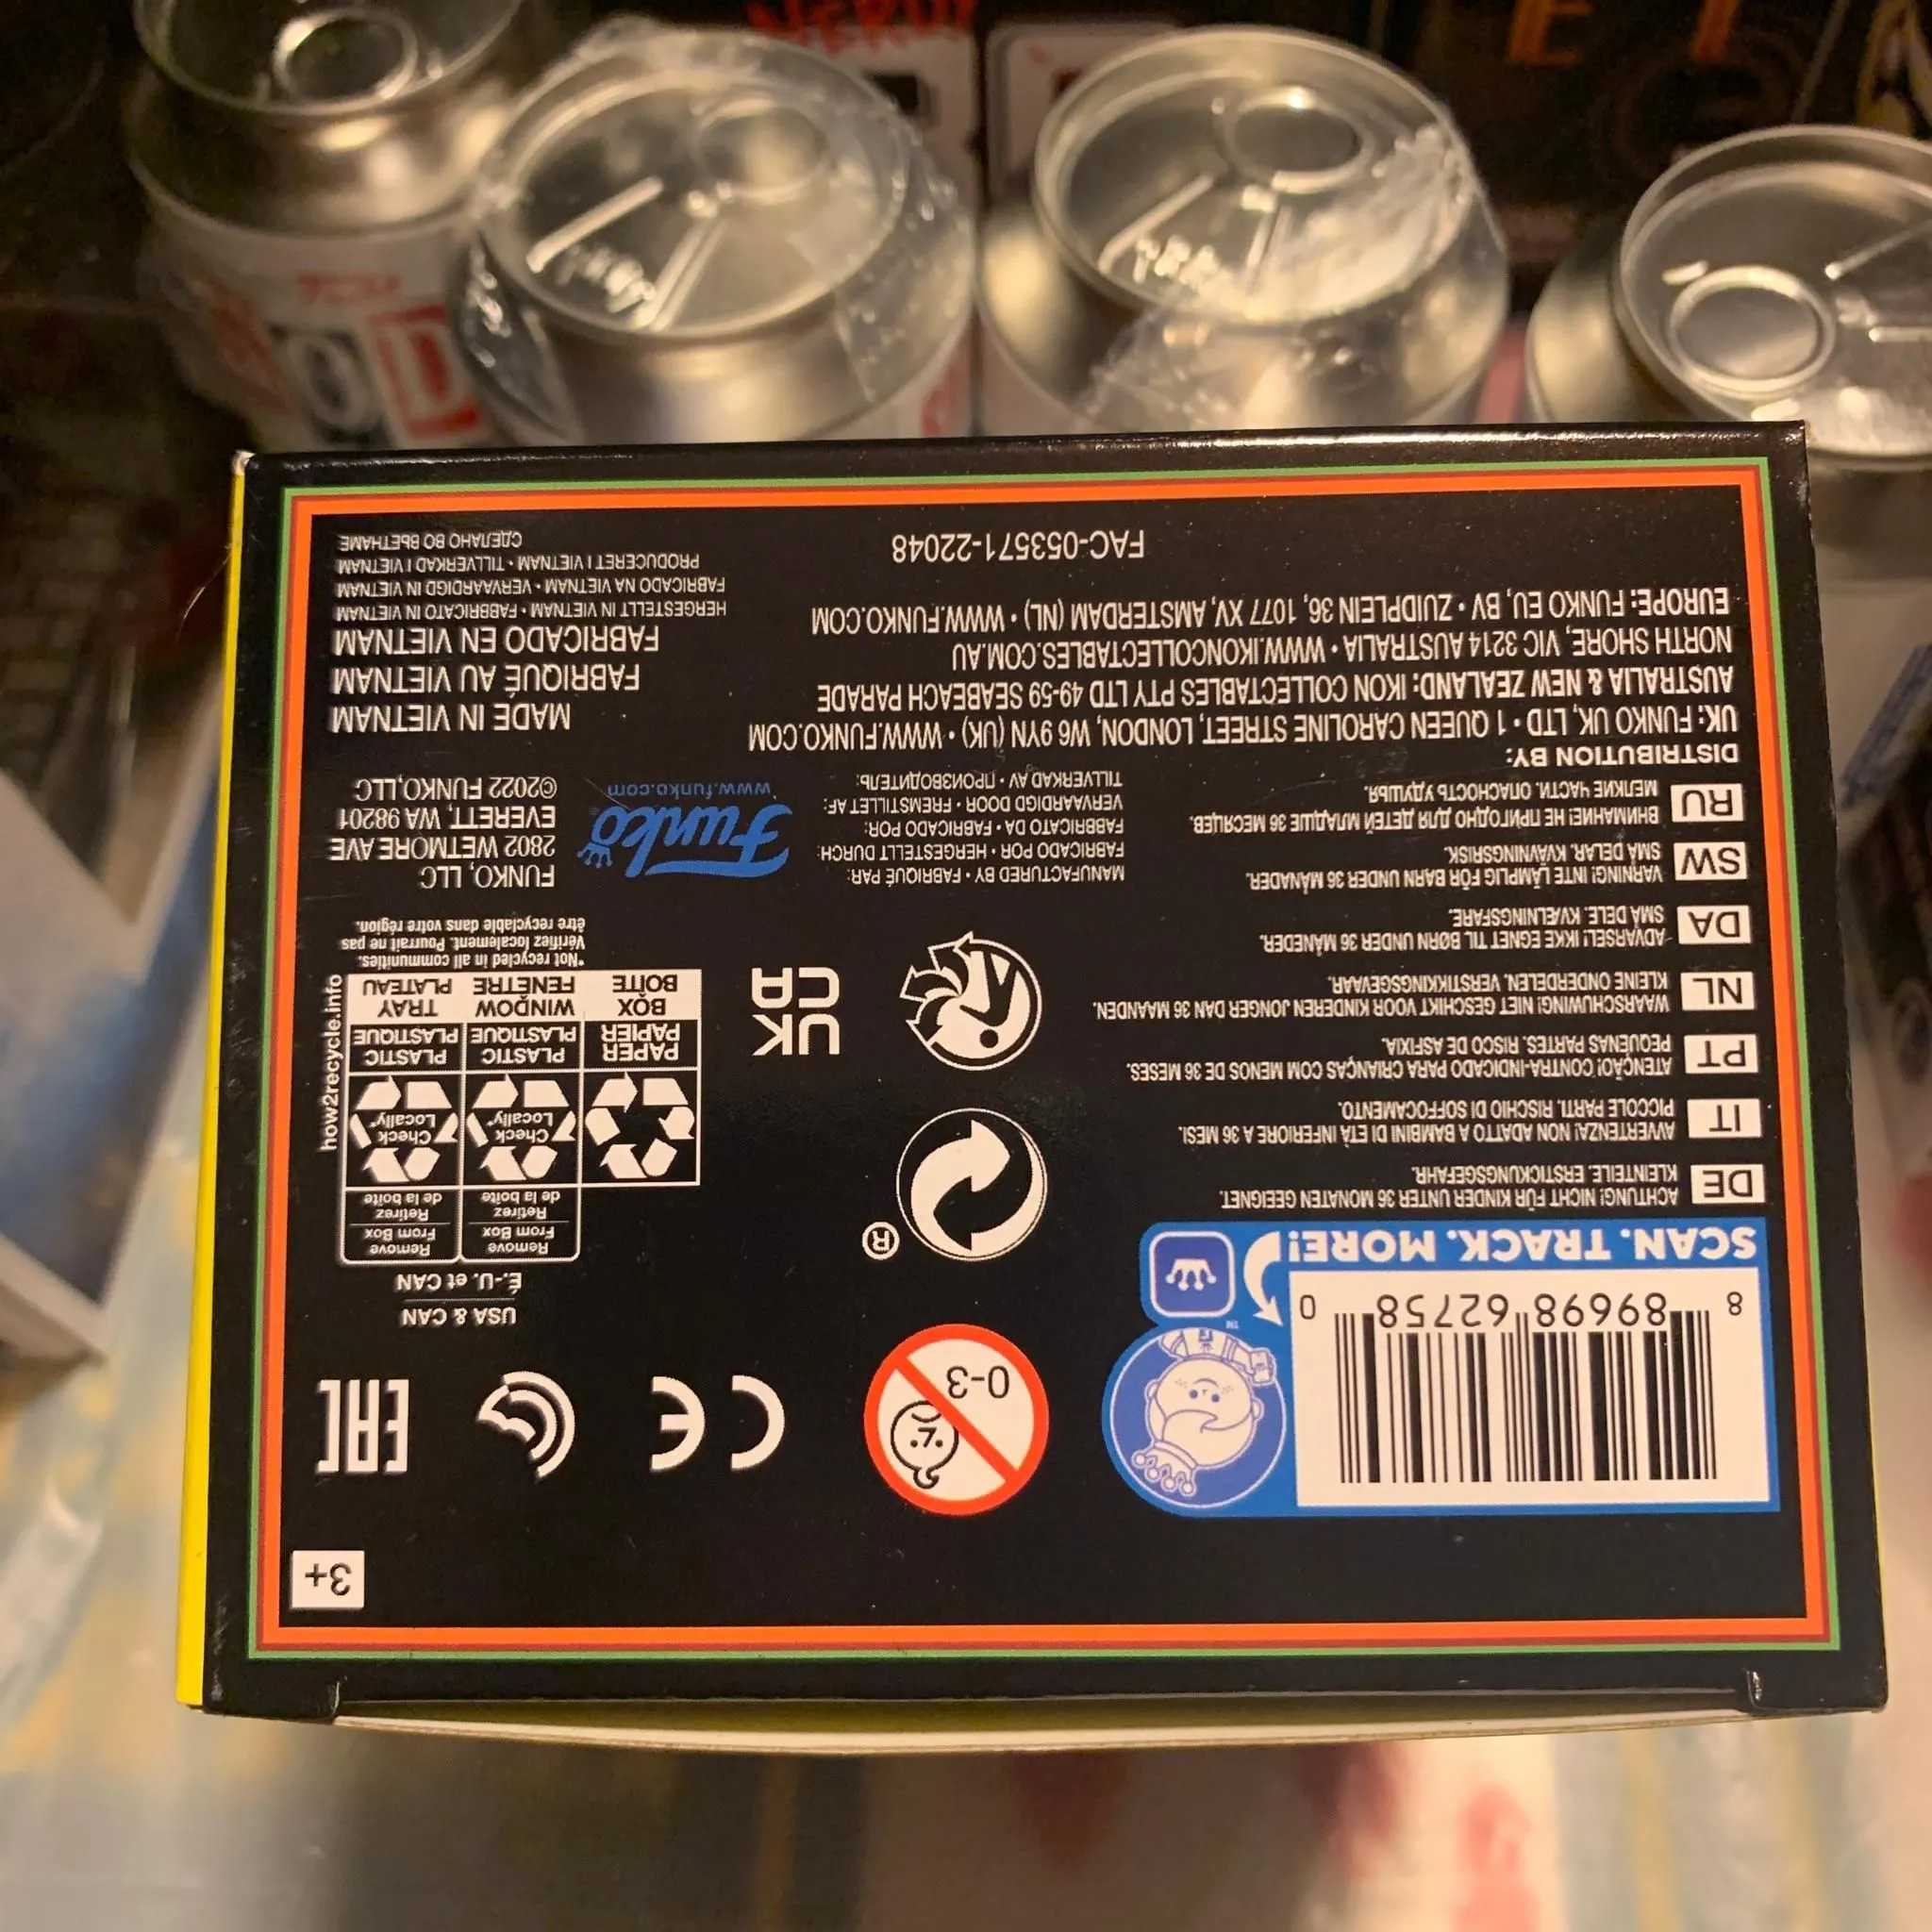 3+
8 89698 62758 0
™
SCAN. TRACK. MORE!
0-3
CE
EAC
USA & CAN
É.-U. et CAN
Remove
From Box
Retirez
de la boîte
Remove
From Box
Retirez
de la boîte
Check
Locally*
Check
Locally*
PAPER
PAPIER
PLASTIC
PLASTIQUE
PLASTIC
PLASTIQUE
BOX
BOÎTE
WINDOW
FENÊTRE
TRAY
PLATEAU
how2recycle.info
*Not recycled in all communities.
Vérifiez localement. Pourrait ne pas
être recyclable dans votre région.
®
UK
CA
DE
ACHTUNG! NICHT FÜR KINDER UNTER 36 MONATEN GEEIGNET.
KLEINTEILE. ERSTICKUNGSGEFAHR.
IT
AVVERTENZA! NON ADATTO A BAMBINI DI ETÀ INFERIORE A 36 MESI.
PICCOLE PARTI. RISCHIO DI SOFFOCAMENTO.
PT
ATENÇÃO! CONTRA-INDICADO PARA CRIANÇAS COM MENOS DE 36 MESES
PEQUENAS PARTES. RISCO DE ASFIXIA.
NL
WAARSCHUWING! NIET GESCHIKT VOOR KINDEREN JONGER DAN 36 MAANDEN.
KLEINE ONDERDELEN. VERSTIKKINGSGEVAAR.
DA
ADVARSEL! IKKE EGNET TIL BØRN UNDER 36 MÅNEDER.
SMÅ DELE. KVÆLNINGSFARE.
SW
VARNING! INTE LÄMPLIG FÖR BARN UNDER 36 MÅNADER.
SMÅ DELAR. KVÄVNINGSRISK.
RU
ВНИМАНИЕ! НЕ ПРИГОДНО ДЛЯ ДЕТЕЙ МЛАДШЕ 36 МЕСЯЦЕВ.
МЕЛКИЕ ЧАСТИ. ОПАСНОСТЬ УДУШЬЯ.
MANUFACTURED BY • FABRIQUÉ PAR:
FABRICADO POR • HERGESTELLT DURCH:
FABBRICATO DA • FABRICADO POR:
VERVAARDIGD DOOR • FREMSTILLET AF:
TILLVERKAD AV • ПРОИЗВОДИТЕЛЬ:
Funko
www.funko.com
FUNKO, LLC
2802 WETMORE AVE
EVERETT, WA 98201
©2022 FUNKO,LLC
DISTRIBUTION BY:
UK: FUNKO UK, LTD • 1 QUEEN CAROLINE STREET, LONDON, W6 9YN (UK) • WWW.FUNKO.COM
AUSTRALIA & NEW ZEALAND: IKON COLLECTABLES PTY LTD 49-59 SEABEACH PARADE
NORTH SHORE, VIC 3214 AUSTRALIA • WWW.IKONCOLLECTABLES.COM.AU
EUROPE: FUNKO EU, BV • ZUIDPLEIN 36, 1077 XV, AMSTERDAM (NL) • WWW.FUNKO.COM
FAC-053571-22048
MADE IN VIETNAM
FABRIQUÉ AU VIETNAM
FABRICADO EN VIETNAM
HERGESTELLT IN VIETNAM • FABBRICATO IN VIETNAM
FABRICADO NA VIETNAM • VERVAARDIGD IN VIETNAM
PRODUCERET I VIETNAM • TILLVERKAD I VIETNAM
СДЕЛАНО ВО ВЬЕТНАМЕ